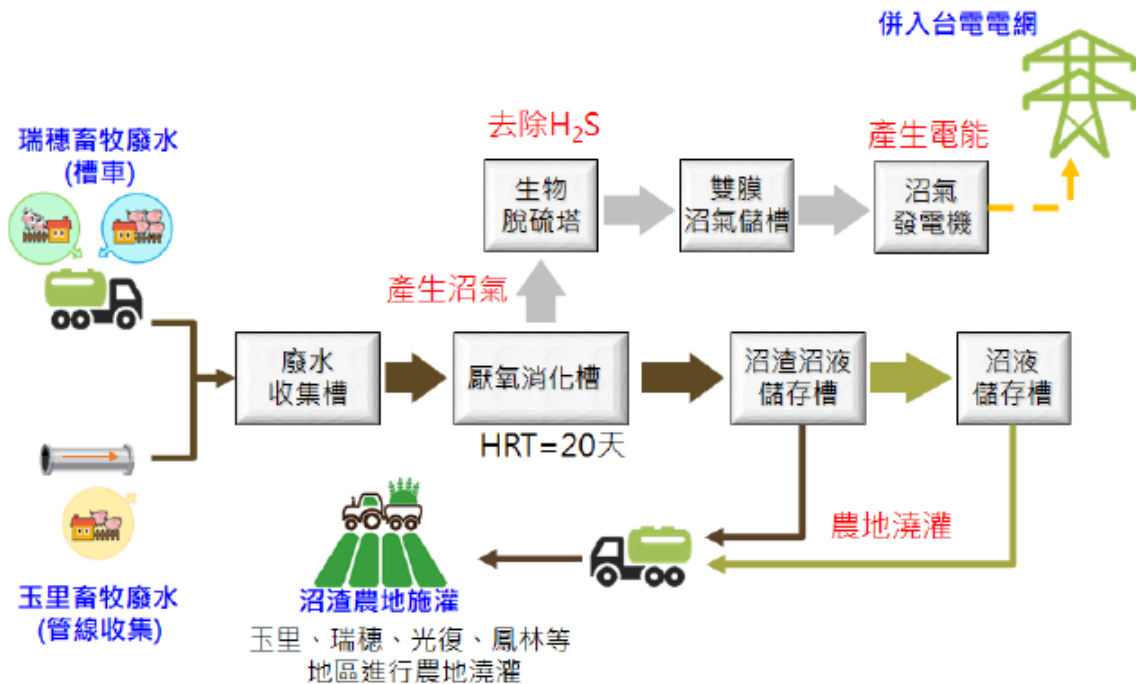 併入台電電網
瑞穗畜牧廢水
(槽車)
去除H₂S
產生電能
生物
脫硫塔
雙膜
沼氣儲槽
沼氣
發電機
產生沼氣
廢水
收集槽
厭氧消化槽
沼渣沼液
儲存槽
沼液
儲存槽
HRT=20天
農地澆灌
玉里畜牧廢水
(管線收集)
沼渣農地施灌
玉里、瑞穗、光復、鳳林等
地區進行農地澆灌